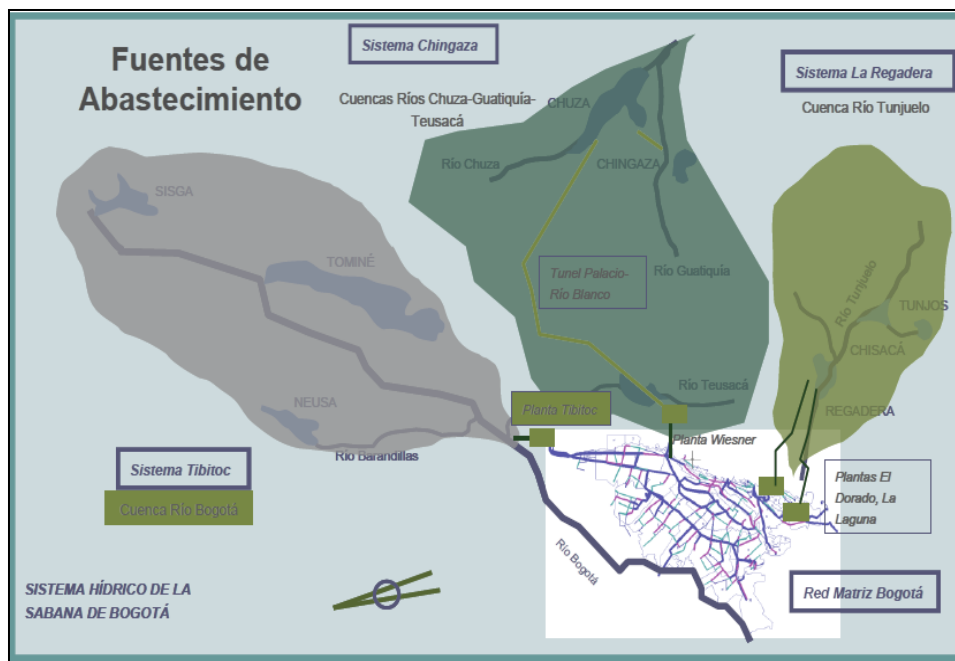 Fuentes de
Abastecimiento
Sistema Chingaza
Cuencas Ríos Chuza-Guatiquía-
Teusacá
Sistema La Regadera
Cuenca Río Tunjuelo
CHUZA
Río Chuza
CHINGAZA
SISGA
TOMINÉ
Río Guatiquía
Tunel Palacio-
Río Blanco
Río Tunjuelo
TUNJOS
CHISACÁ
NEUSA
Río Teusacá
Planta Tibitoc
REGADERA
Planta Wiesner
Río Barandillas
Sistema Tibitoc
Cuenca Río Bogotá
Plantas El
Dorado, La
Laguna
Río Bogotá
SISTEMA HÍDRICO DE LA
SABANA DE BOGOTÁ
Red Matriz Bogotá